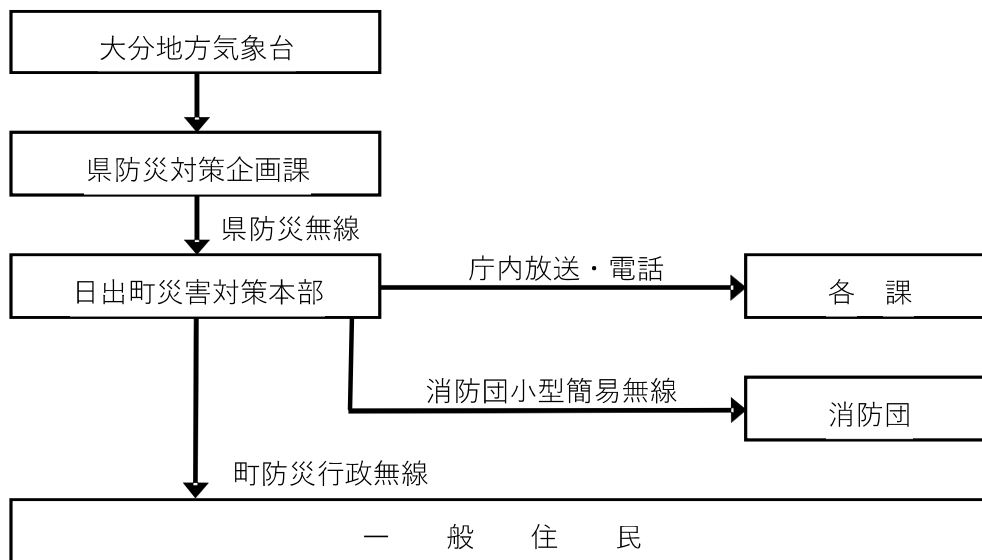 大分地方気象台
県防災対策企画課
県防災無線
庁内放送・電話
日出町災害対策本部
各　課
消防団小型簡易無線
消防団
町防災行政無線
一　般　住　民